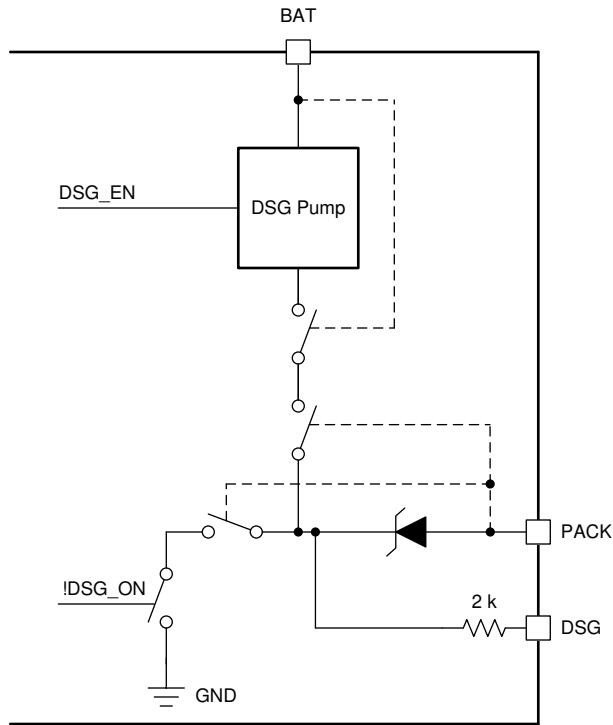 BAT
DSG_EN
DSG Pump
PACK
!DSG_ON
2 k
DSG
GND